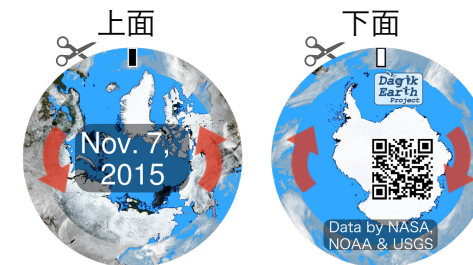 上面
下面
Nov. 7,
2015
Dagik
Earth
Project
Data by NASA,
NOAA & USGS